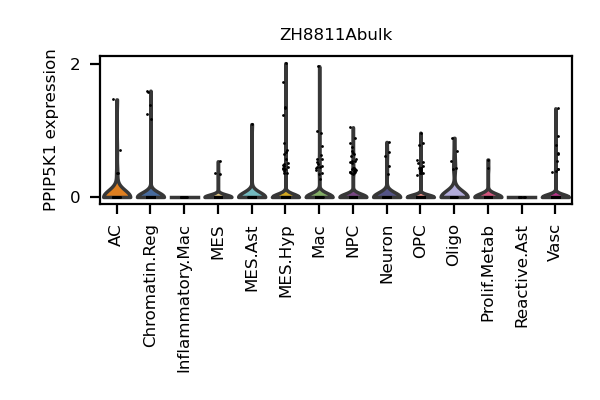 ZH8811Abulk
PPIP5K1 expression
2
0
AC
Chromatin.Reg
Inflammatory.Mac
MES
MES.Ast
MES.Hyp
Mac
NPC
Neuron
OPC
Oligo
Prolif.Metab
Reactive.Ast
Vasc